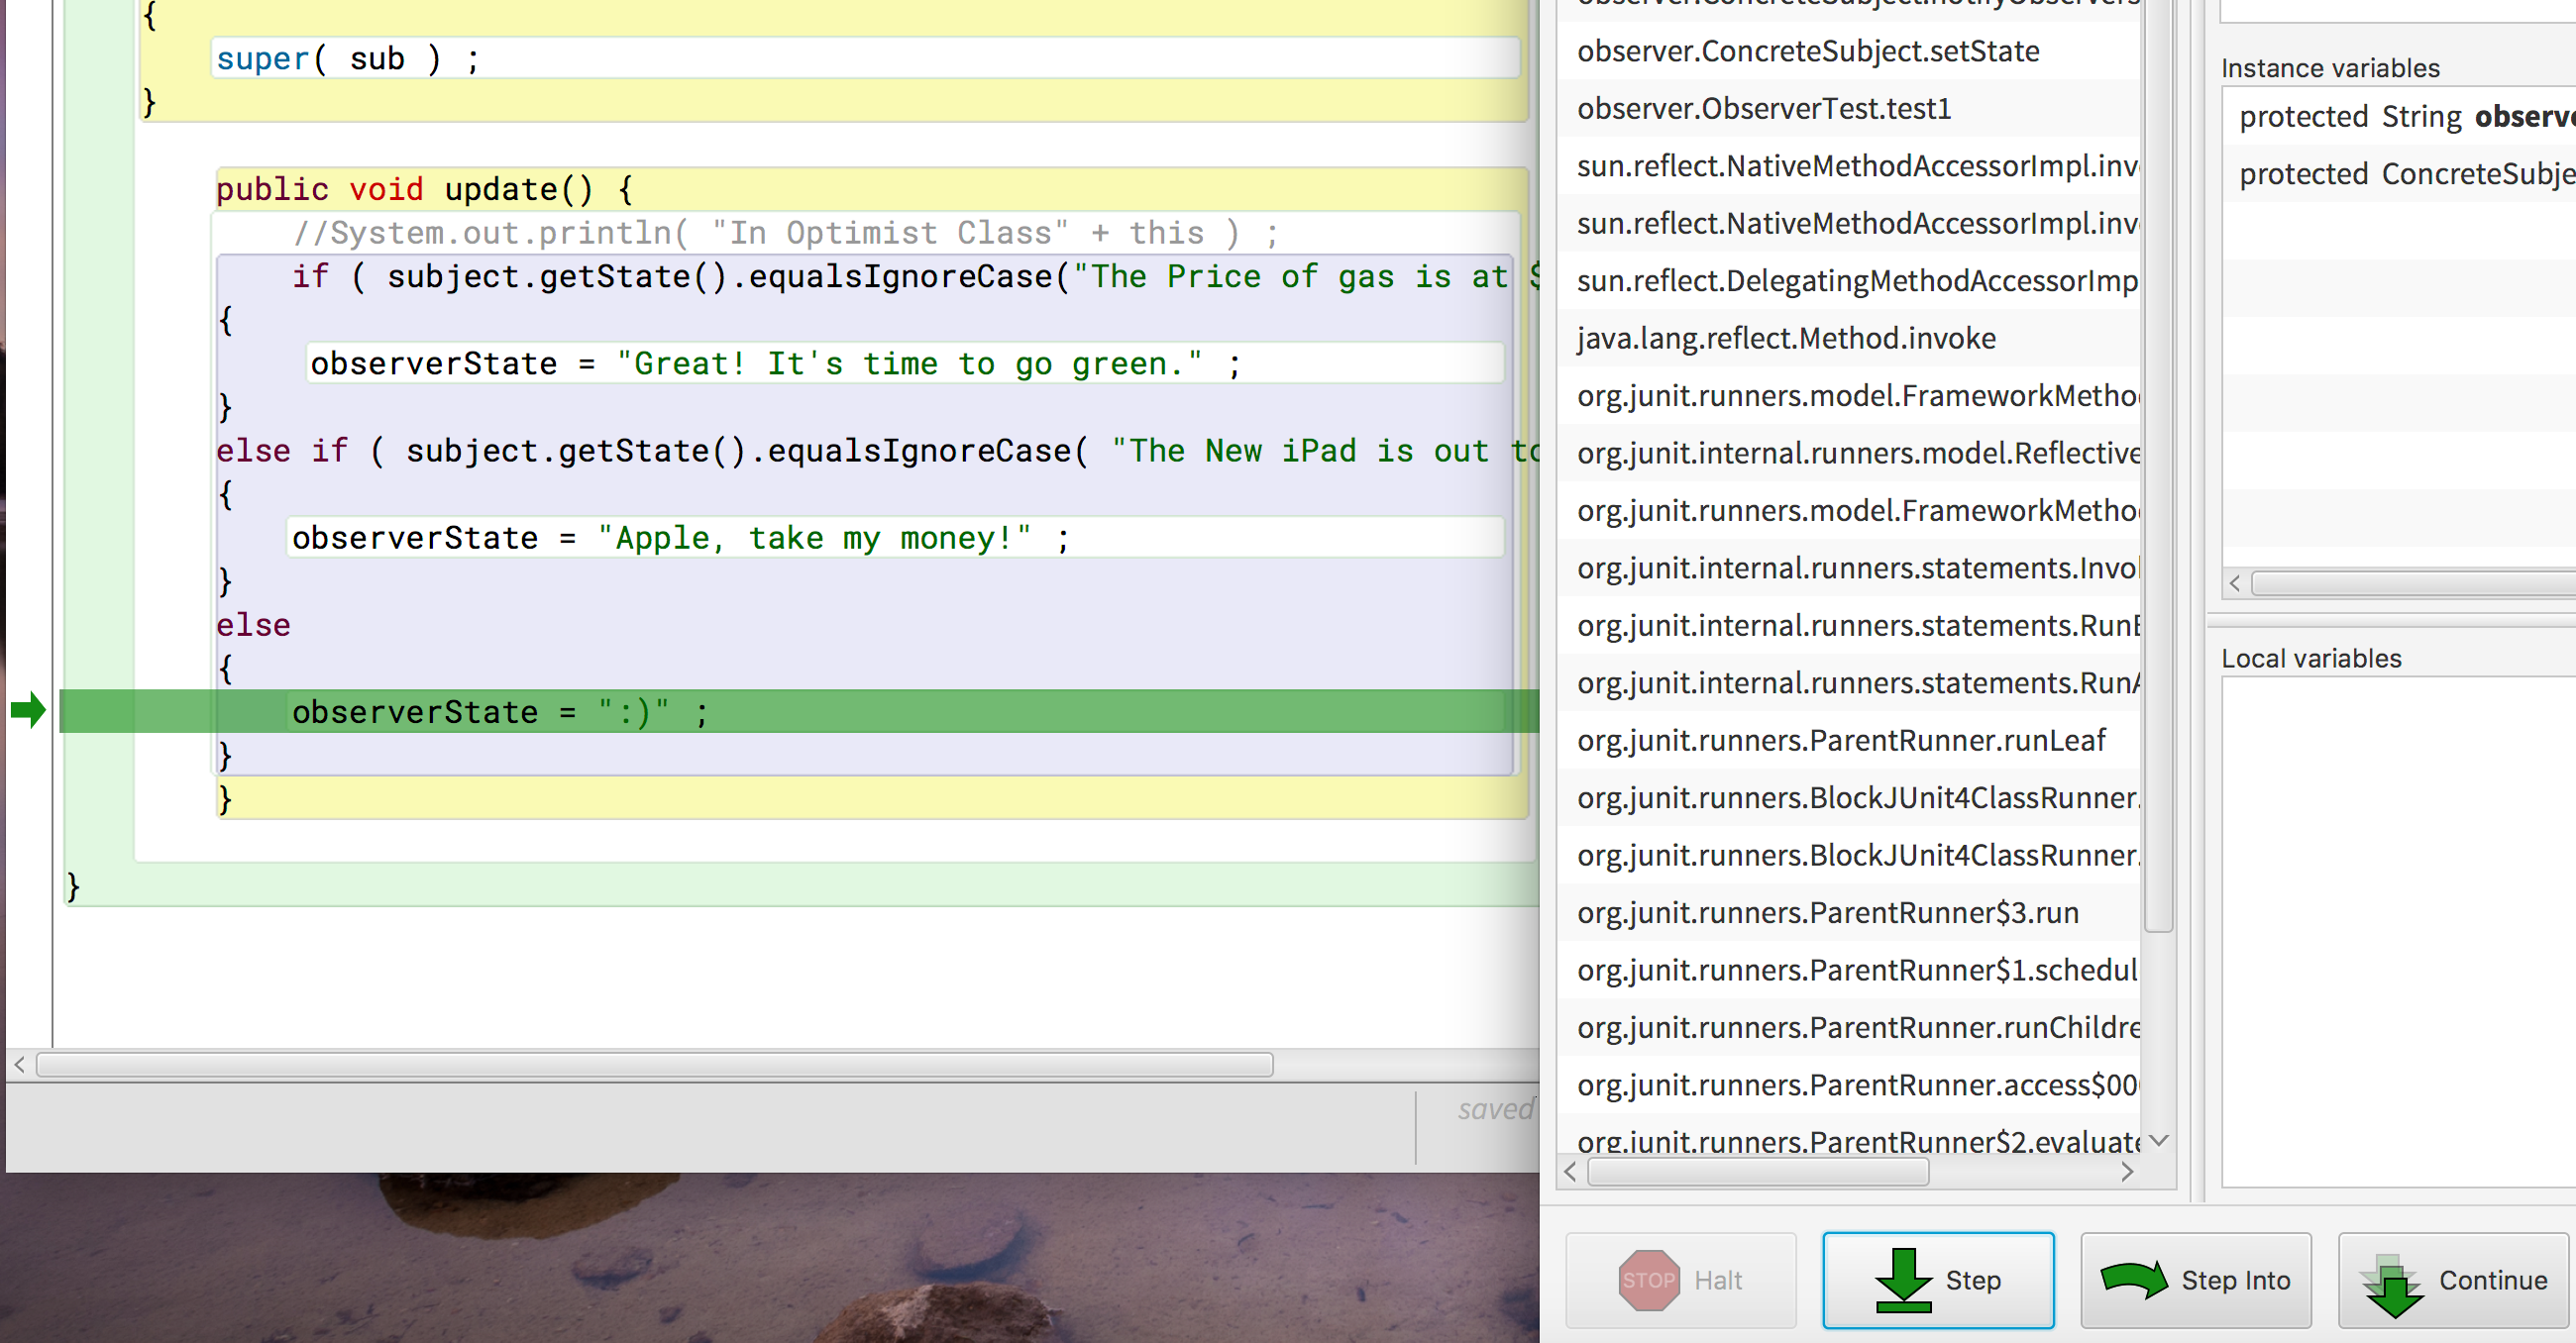 {
super( sub ) ;
}
public void update() {
//System.out.println( "In Optimist Class" + this ) ;
if ( subject.getState().equalsIgnoreCase("The Price of gas is at $
{
observerState = "Great! It's time to go green." ;
}
else if ( subject.getState().equalsIgnoreCase( "The New iPad is out to
{
observerState = "Apple, take my money!" ;
}
else
{
observerState = ":)" ;
}
}
}
saved
observer.ConcreteSubject.notifyObservers
observer.ConcreteSubject.setState
observer.ObserverTest.test1
sun.reflect.NativeMethodAccessorImpl.inv
sun.reflect.NativeMethodAccessorImpl.inv
sun.reflect.DelegatingMethodAccessorImp
java.lang.reflect.Method.invoke
org.junit.runners.model.FrameworkMetho
org.junit.internal.runners.model.Reflective
org.junit.runners.model.FrameworkMetho
org.junit.internal.runners.statements.Invo
org.junit.internal.runners.statements.Run
org.junit.internal.runners.statements.RunA
org.junit.runners.ParentRunner.runLeaf
org.junit.runners.BlockJUnit4ClassRunner.
org.junit.runners.BlockJUnit4ClassRunner.
org.junit.runners.ParentRunner$3.run
org.junit.runners.ParentRunner$1.schedul
org.junit.runners.ParentRunner.runChildre
org.junit.runners.ParentRunner.access$00
org.junit.runners.ParentRunner$2.evaluate
Instance variables
protected String observe
protected ConcreteSubje
Local variables
STOP Halt
Step
Step Into
Continue